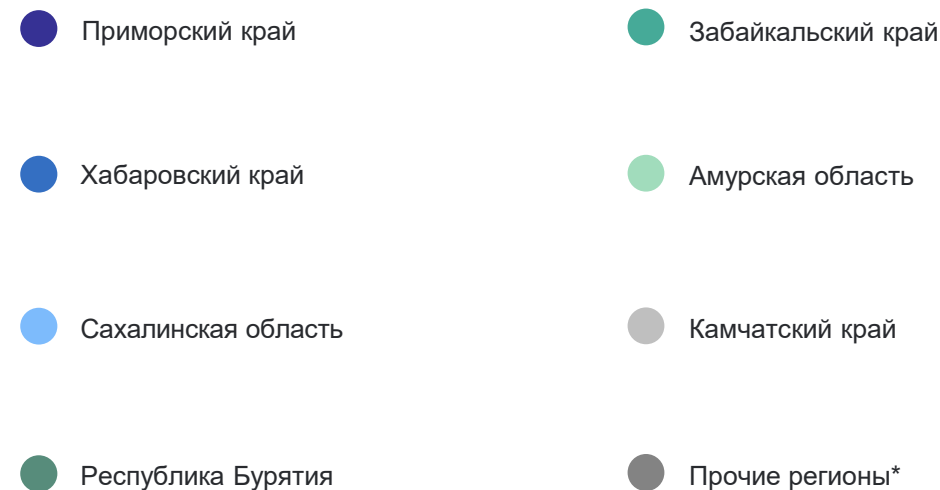 Приморский край
Забайкальский край
Хабаровский край
Амурская область
Сахалинская область
Камчатский край
Республика Бурятия
Прочие регионы*